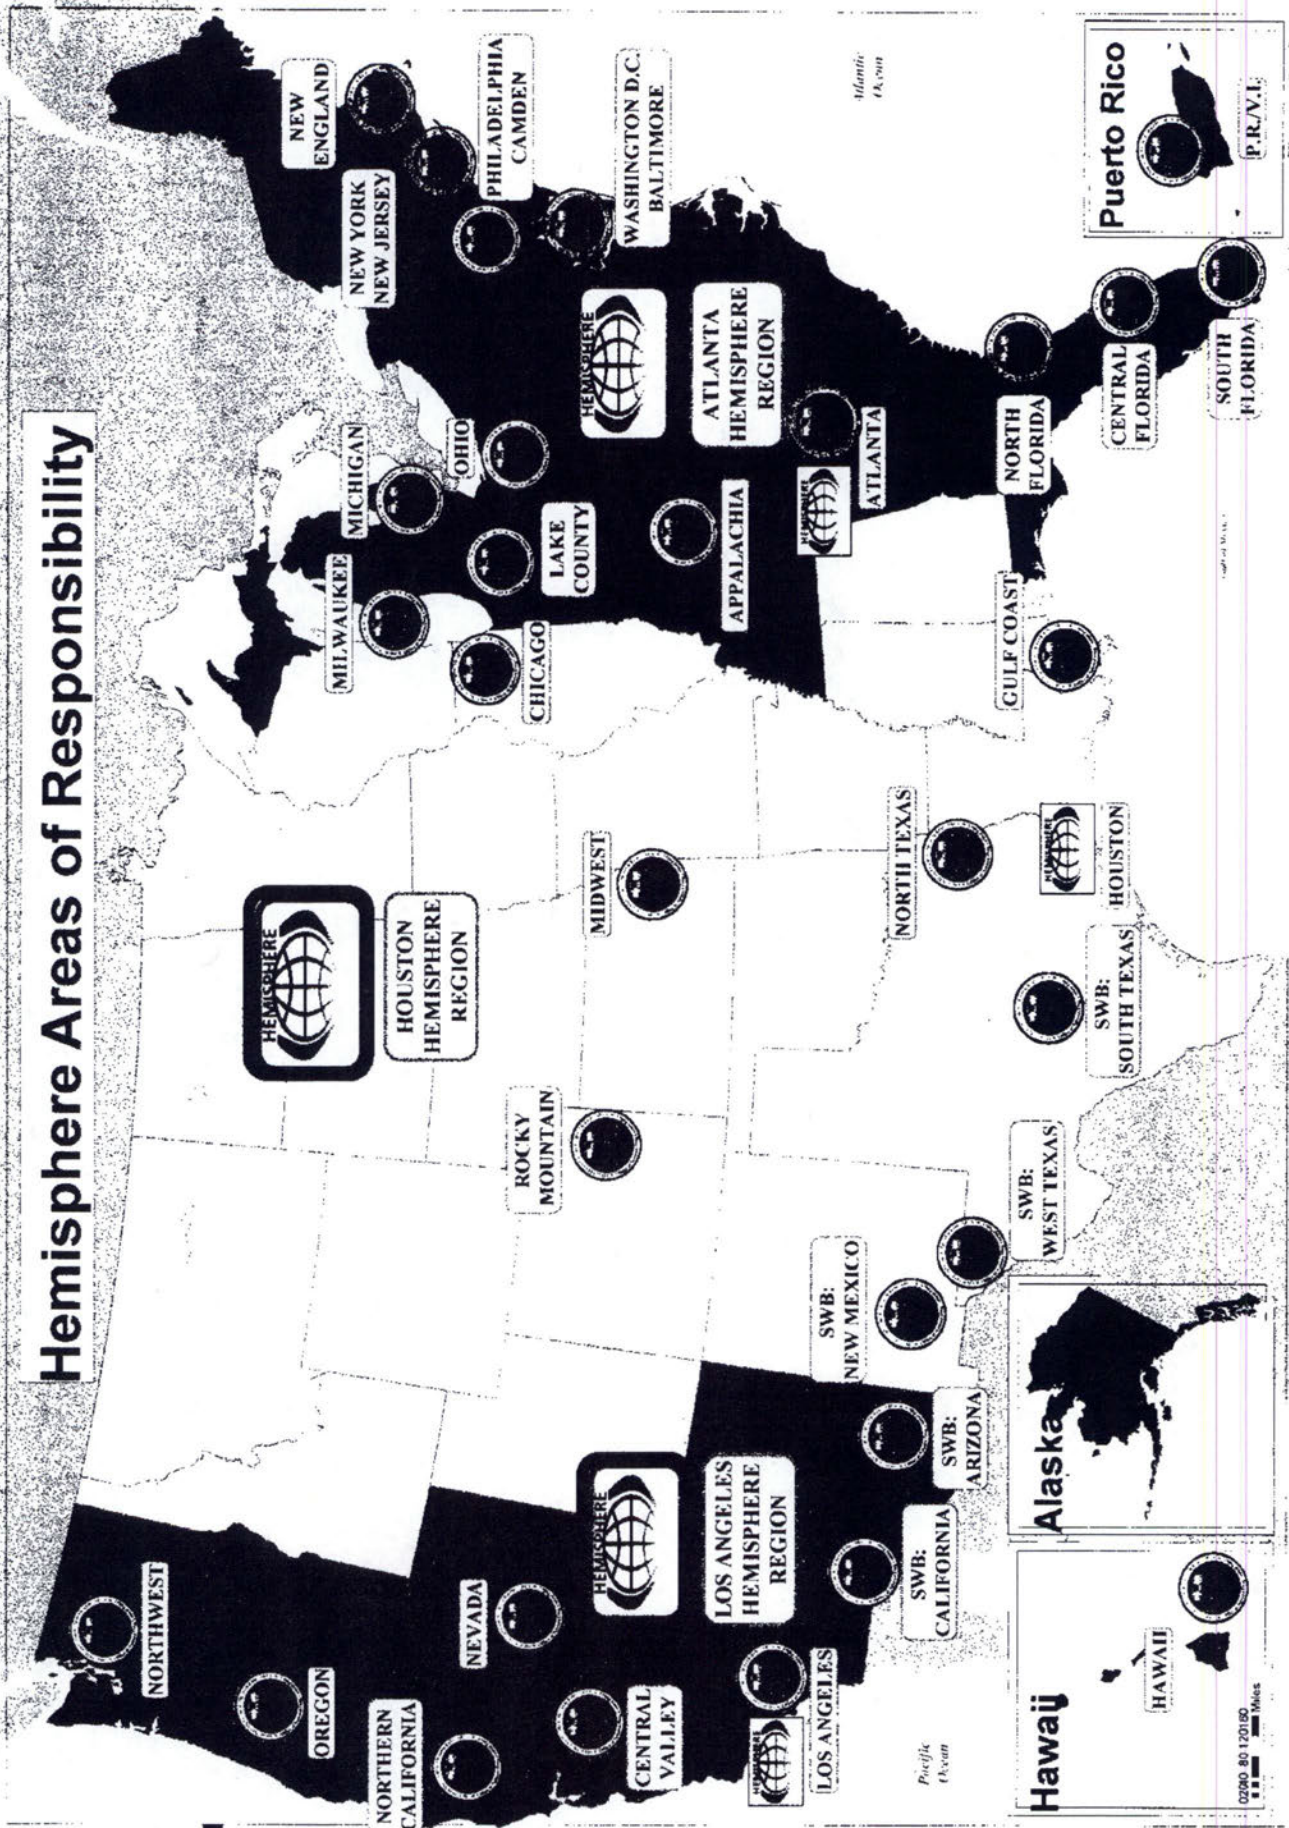 Hemisphere Areas of Responsibility
NORTHWEST
OREGON
NORTHERN
CALIFORNIA
NEVADA
CENTRAL
VALLEY
HEMISPHERE
LOS ANGELES
HEMISPHERE
REGION
HEMISPHERE
LOS ANGELES
SWB:
CALIFORNIA
SWB:
ARIZONA
SWB:
NEW MEXICO
SWB:
WEST TEXAS
ROCKY
MOUNTAIN
HEMISPHERE
HOUSTON
HEMISPHERE
REGION
MIDWEST
NORTH TEXAS
SWB:
SOUTH TEXAS
HEMISPHERE
HOUSTON
GULF COAST
MILWAUKEE
CHICAGO
MICHIGAN
LAKE
COUNTY
OHIO
APPALACHIA
HEMISPHERE
ATLANTA
HEMISPHERE
REGION
HEMISPHERE
ATLANTA
NEW
ENGLAND
NEW YORK
NEW JERSEY
PHILADELPHIA
CAMDEN
WASHINGTON D.C.
BALTIMORE
NORTH
FLORIDA
CENTRAL
FLORIDA
SOUTH
FLORIDA
Atlantic
Ocean
Pacific
Ocean
Hawaii
HAWAII
Miles
Alaska
Puerto Rico
P.R./V.I.